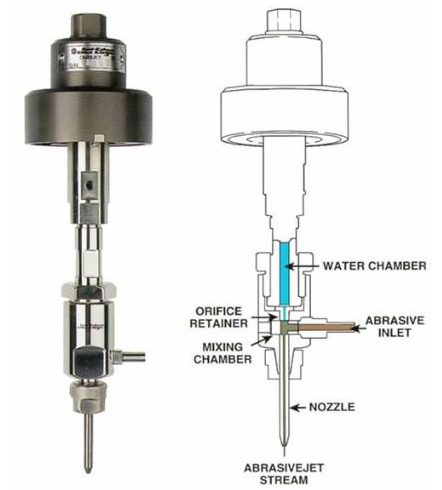 WATER CHAMBER
ORIFICE
RETAINER
ABRASIVE
INLET
MIXING
CHAMBER
NOZZLE
ABRASIVEJET
STREAM